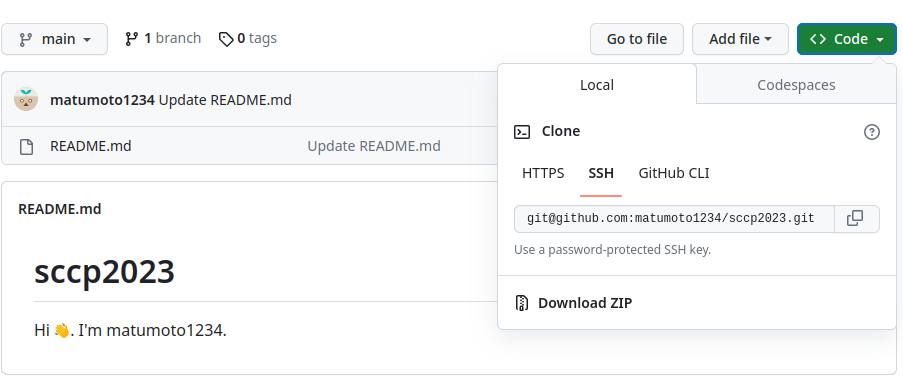 main 1 branch 0 tags Go to file Add file <> Code
matumoto1234 Update README.md
README.md Update README.md
README.md
sccp2023
Hi 👋. I'm matumoto1234.
Local Codespaces
Clone
HTTPS SSH GitHub CLI
git@github.com:matumoto1234/sccp2023.git
Use a password-protected SSH key.
Download ZIP